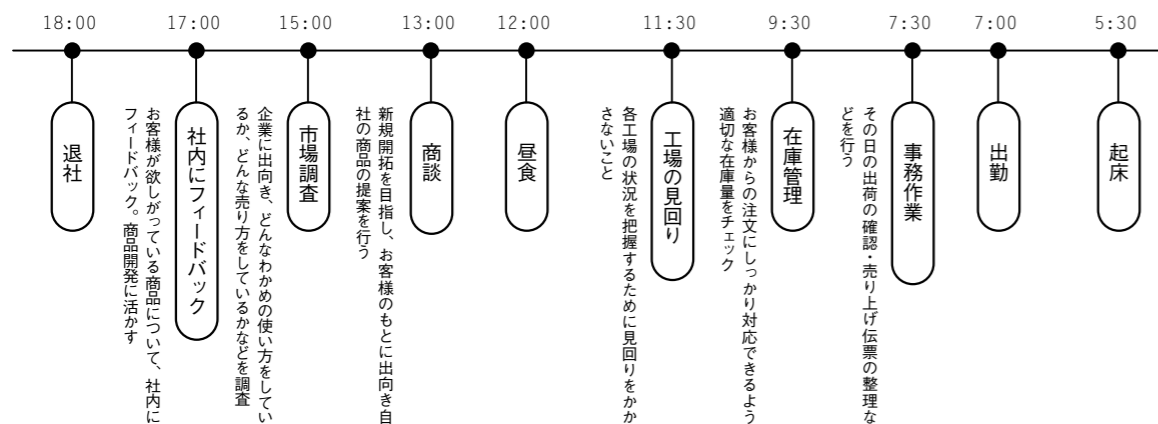 5:30
起床
7:00
出勤
7:30
事務作業
その日の出荷の確認・売り上げ伝票の整理な
どを行う
9:30
在庫管理
お客様からの注文にしっかり対応できるよう
適切な在庫量をチェック
11:30
工場の見回り
各工場の状況を把握するために見回りをかか
さないこと
12:00
昼食
13:00
商談
新規開拓を目指し、お客様のもとに出向き自
社の商品の提案を行う
15:00
市場調査
企業に出向き、どんなわかめの使い方をしてい
るか、どんな売り方をしているかなどを調査
17:00
社内にフィードバック
お客様が欲しがっている商品について、社内に
フィードバック。商品開発に活かす
18:00
退社